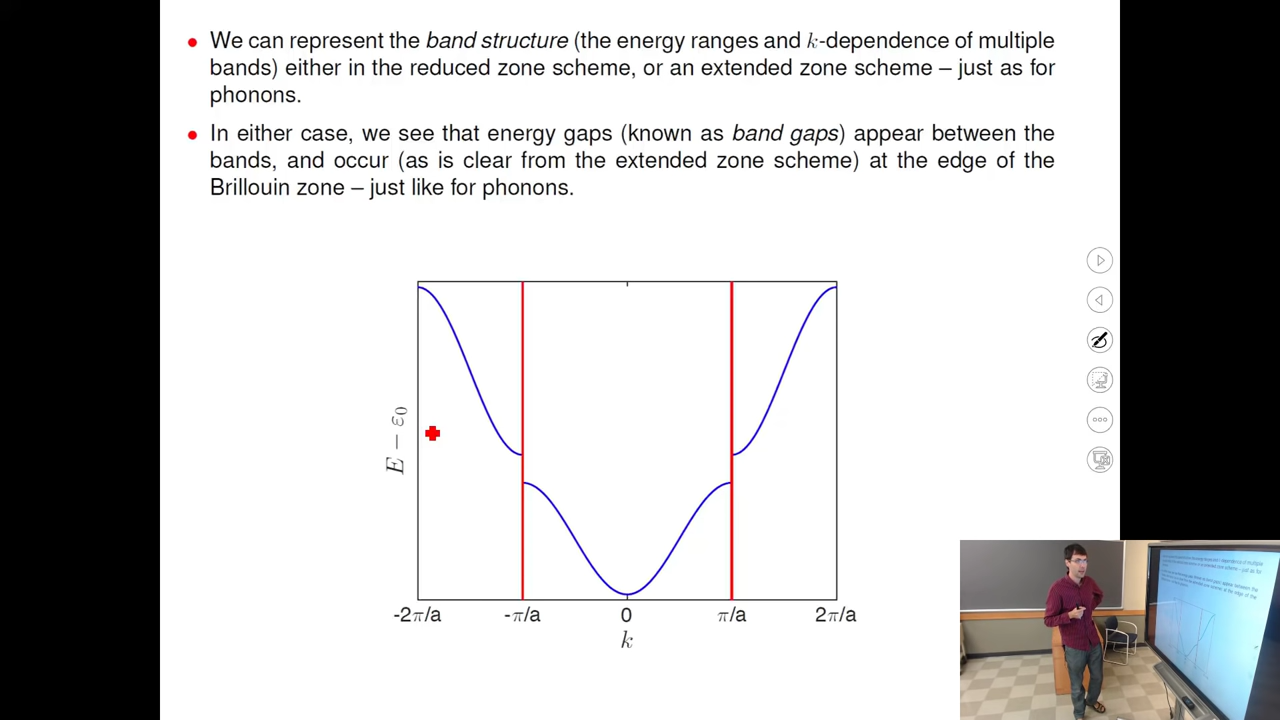 We can represent the band structure (the energy ranges and k-dependence of multiple
bands) either in the reduced zone scheme, or an extended zone scheme – just as for
phonons.
In either case, we see that energy gaps (known as band gaps) appear between the
bands, and occur (as is clear from the extended zone scheme) at the edge of the
Brillouin zone – just like for phonons.
E − ε₀
-2π/a -π/a 0 π/a 2π/a
k